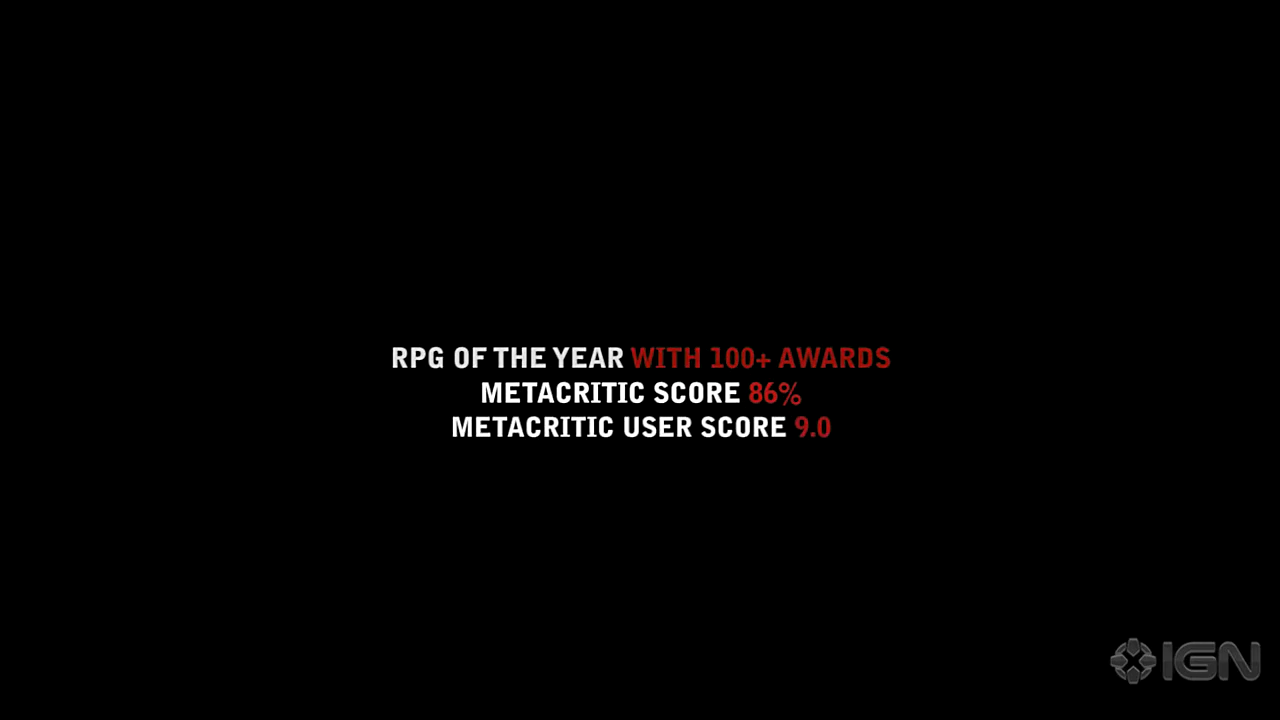 RPG OF THE YEAR WITH 100+ AWARDS
METACRITIC SCORE 86%
METACRITIC USER SCORE 9.0
IGN